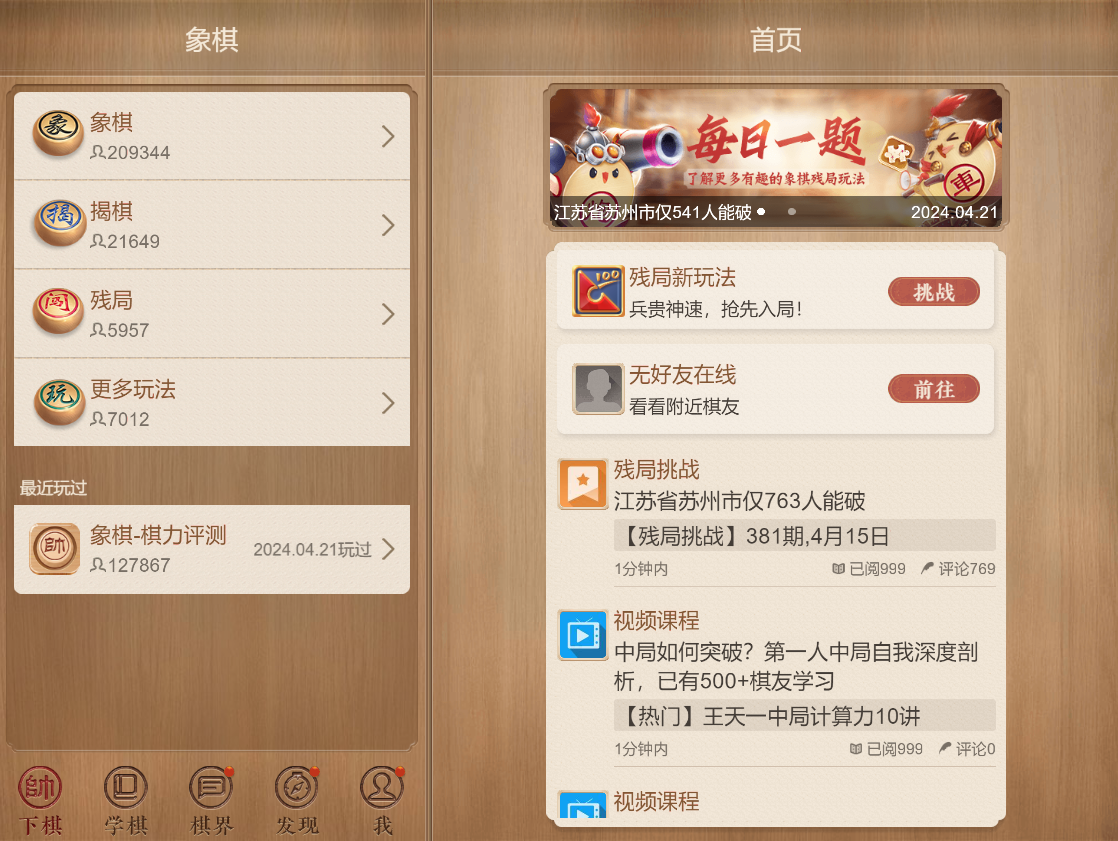 象棋
象
象棋
209344
揭
揭棋
21649
闯
残局
5957
玩
更多玩法
7012
最近玩过
帥
象棋-棋力评测
127867
2024.04.21玩过
帥
下棋
学棋
棋界
发现
我
首页
每日一题
了解更多有趣的象棋残局玩法
車
江苏省苏州市仅541人能破
2024.04.21
100
残局新玩法
兵贵神速，抢先入局！
挑战
无好友在线
看看附近棋友
前往
残局挑战
江苏省苏州市仅763人能破
【残局挑战】381期,4月15日
1分钟内
已阅999
评论769
视频课程
中局如何突破？第一人中局自我深度剖
析，已有500+棋友学习
【热门】王天一中局计算力10讲
1分钟内
已阅999
评论0
视频课程